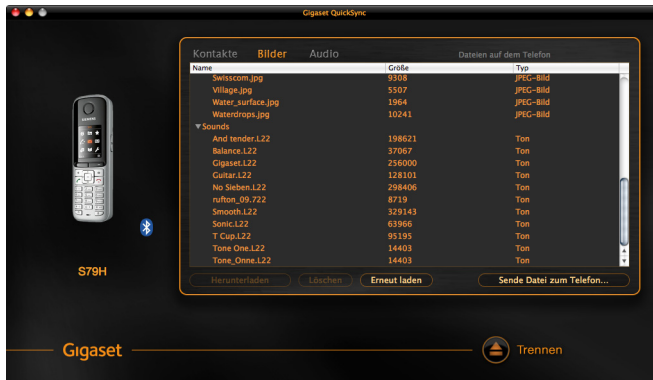 Gigaset QuickSync
Kontakte Bilder Audio Dateien auf dem Telefon
Name Größe Typ
Swisscom.jpg 9308 JPEG-Bild
Village.jpg 5507 JPEG-Bild
Water_surface.jpg 1964 JPEG-Bild
Waterdrops.jpg 10241 JPEG-Bild
Sounds
And tender.L22 198621 Ton
Balance.L22 37067 Ton
Gigaset.L22 256000 Ton
Guitar.L22 128101 Ton
No Sieben.L22 298406 Ton
rufton_09.722 8719 Ton
Smooth.L22 329143 Ton
Sonic.L22 63966 Ton
T Cup.L22 95195 Ton
Tone One.L22 14403 Ton
Tone_Onne.L22 14403 Ton
Herunterladen Löschen Erneut laden Sende Datei zum Telefon...
S79H
Gigaset Trennen